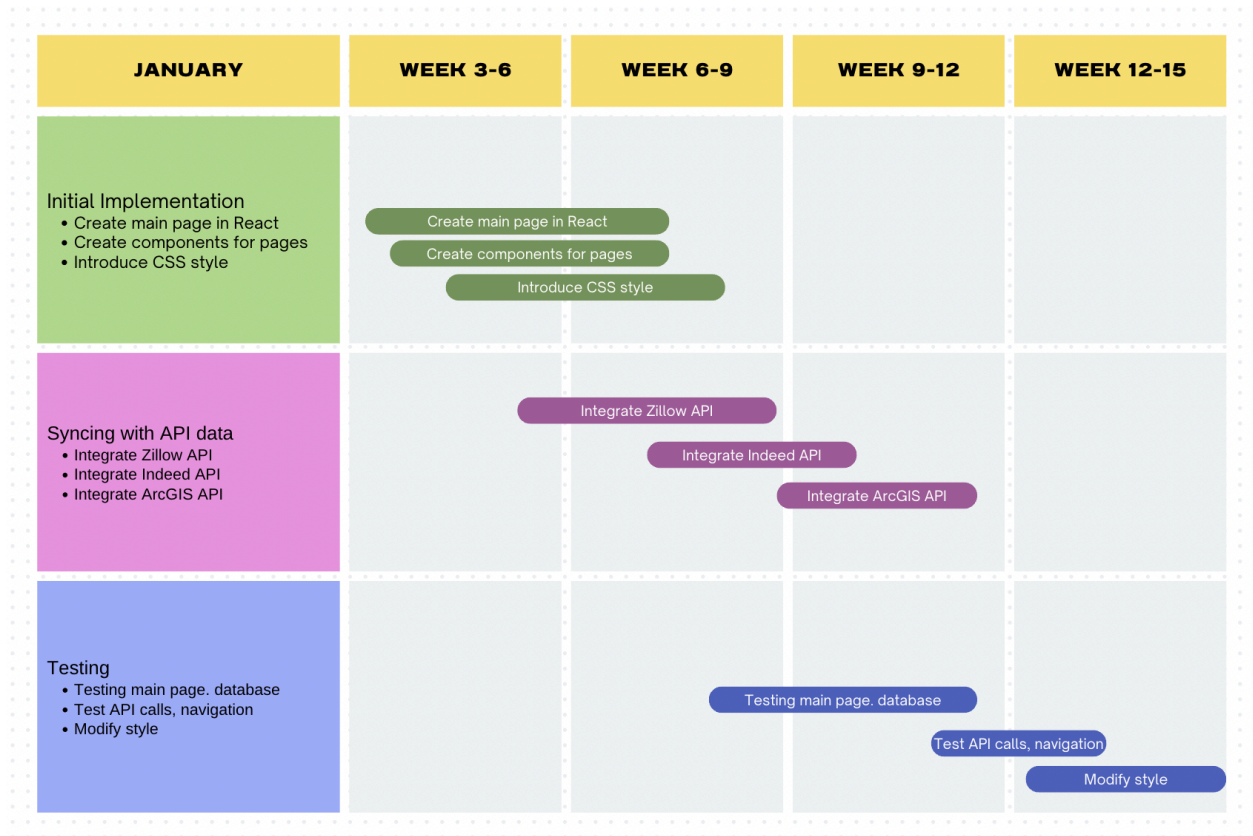 JANUARY
WEEK 3-6
WEEK 6-9
WEEK 9-12
WEEK 12-15
Initial Implementation
• Create main page in React
• Create components for pages
• Introduce CSS style
Create main page in React
Create components for pages
Introduce CSS style
Syncing with API data
• Integrate Zillow API
• Integrate Indeed API
• Integrate ArcGIS API
Integrate Zillow API
Integrate Indeed API
Integrate ArcGIS API
Testing
• Testing main page. database
• Test API calls, navigation
• Modify style
Testing main page. database
Test API calls, navigation
Modify style